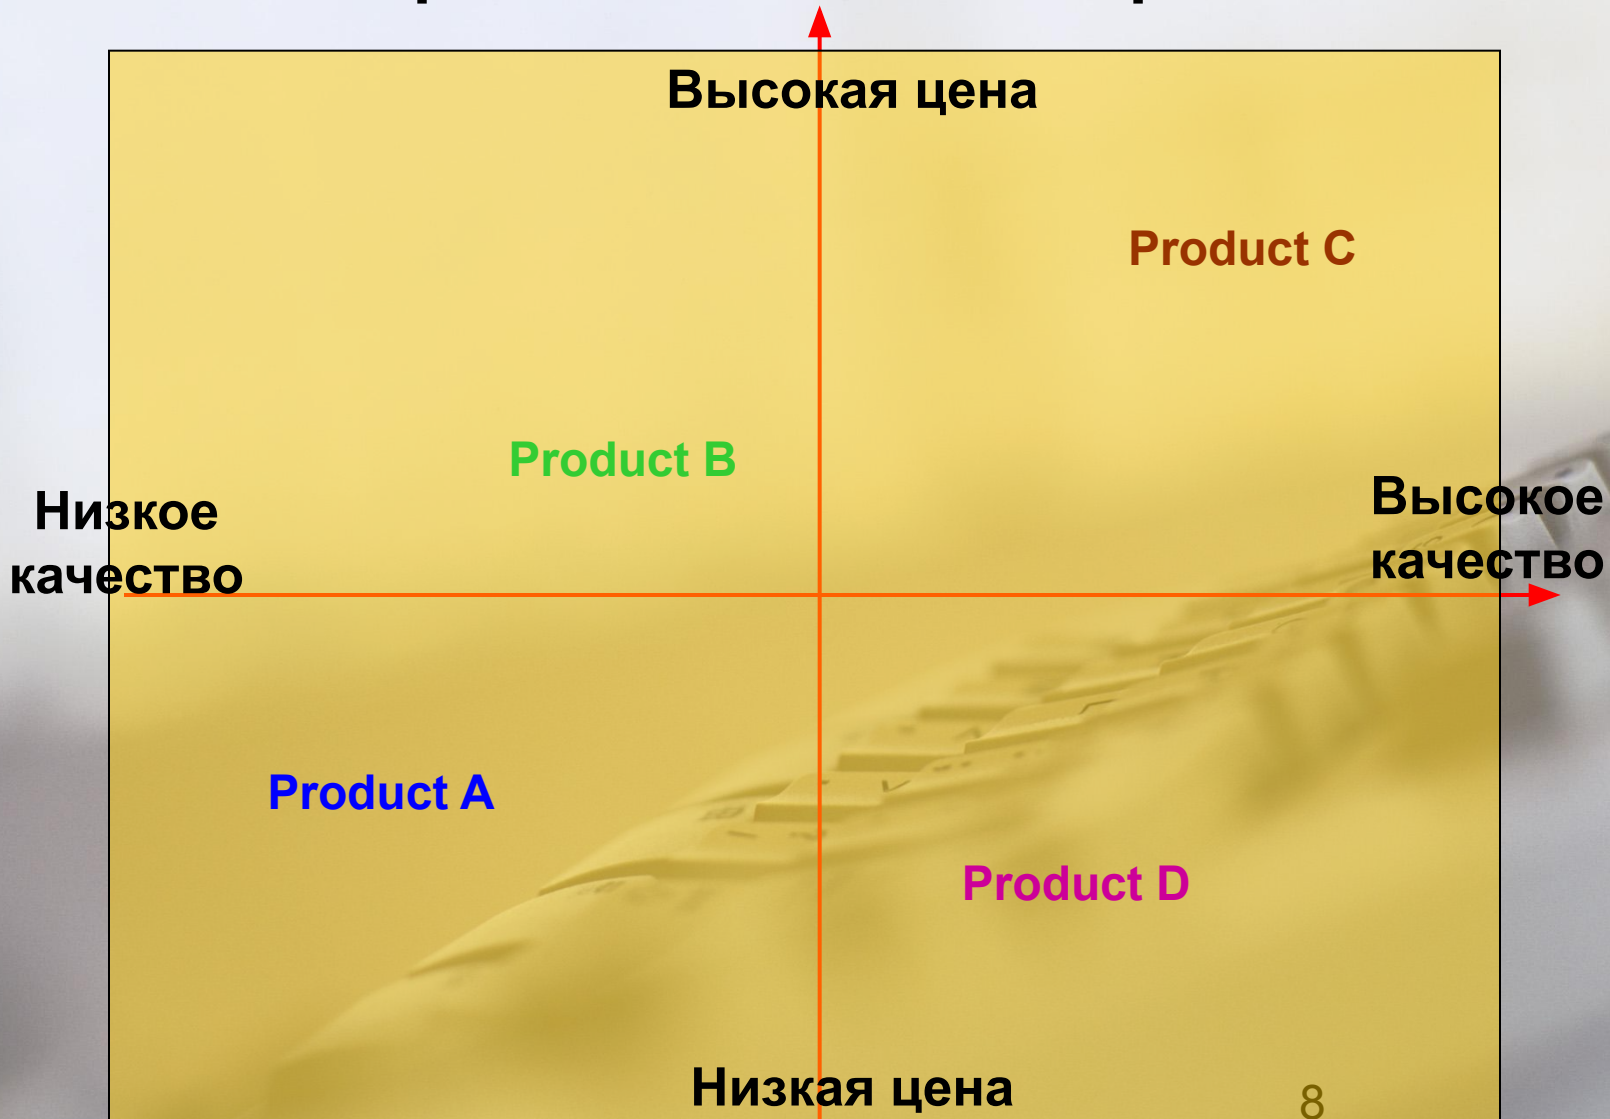 Высокая цена
Product C
Product B
Низкое
качество
Высокое
качество
Product A
Product D
Низкая цена
8